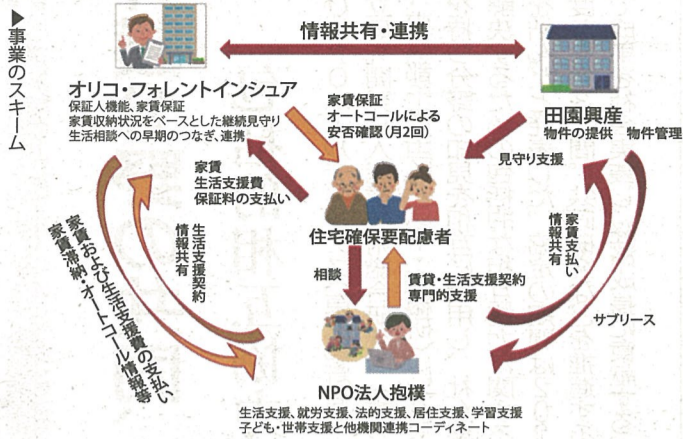 ▶事業のスキーム
情報共有・連携
オリコ・フォレントインシュア
保証人機能、家賃保証
家賃収納状況をベースとした継続見守り
生活相談への早期のつなぎ、連携
田園興産
物件の提供　物件管理
家賃保証
オートコールによる
安否確認（月2回）
見守り支援
家賃
生活支援費
保証料の支払い
住宅確保要配慮者
家賃および生活支援費の支払い
家賃滞納・オートコール情報等
生活支援契約
情報共有
相談
賃貸・生活支援契約
専門的支援
家賃支払い
情報共有
サブリース
NPO法人抱樸
生活支援、就労支援、法的支援、居住支援、学習支援
子ども・世帯支援と他機関連携コーディネート